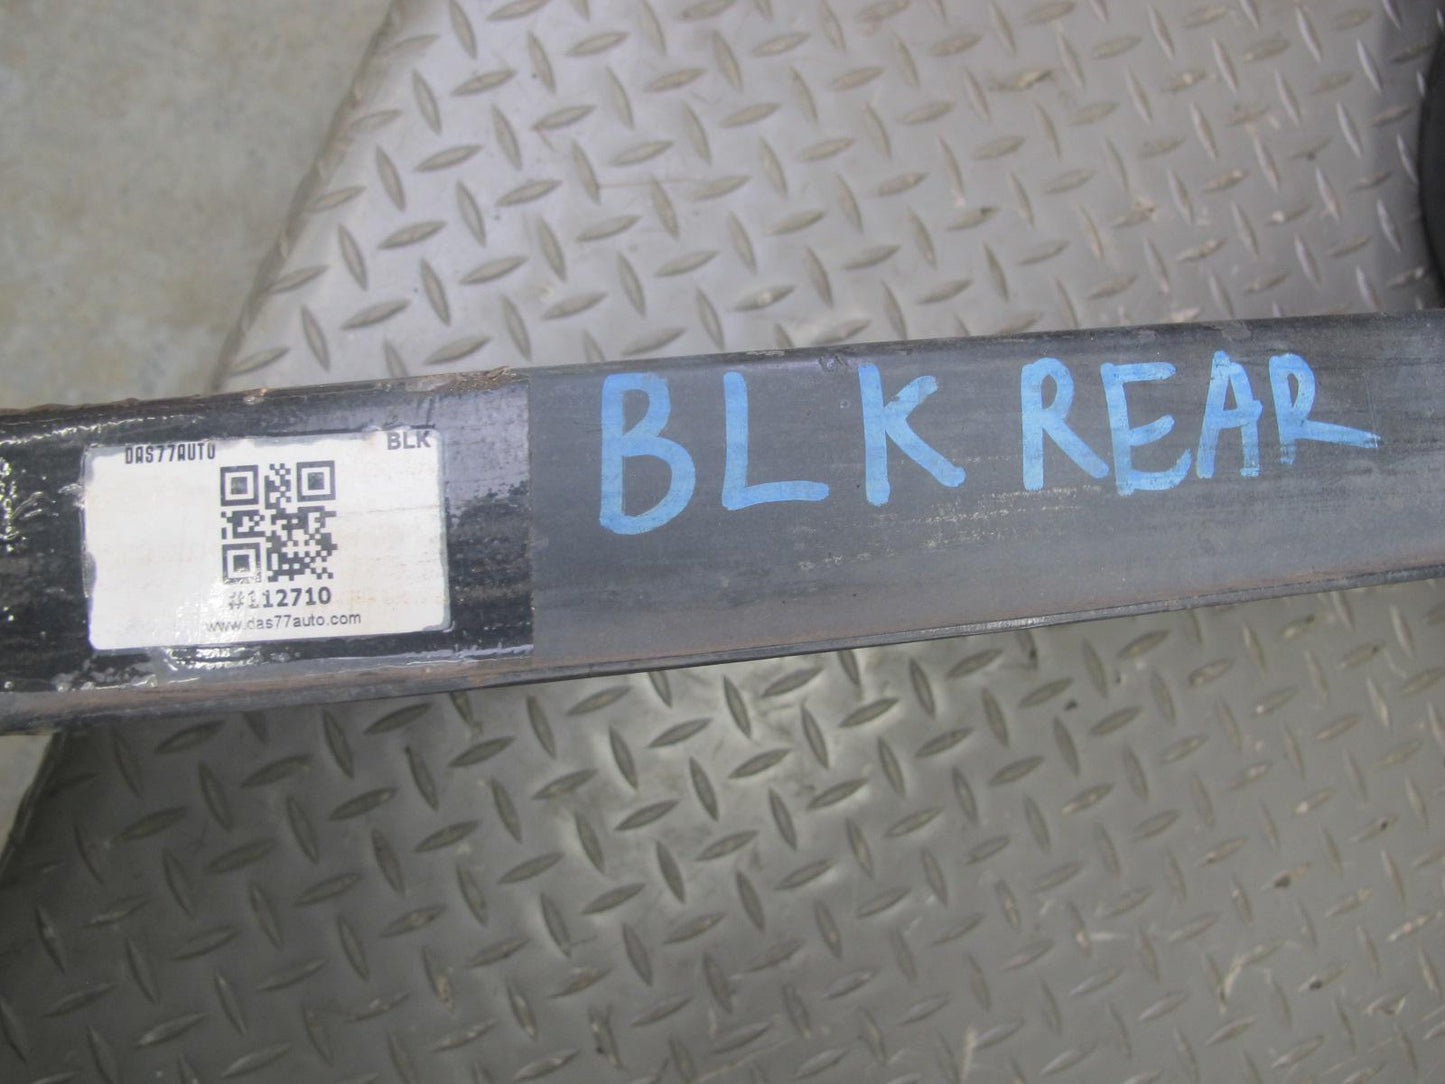 DAS77AUTO
BLK
#112710
www.das77auto.com
BLK REAR